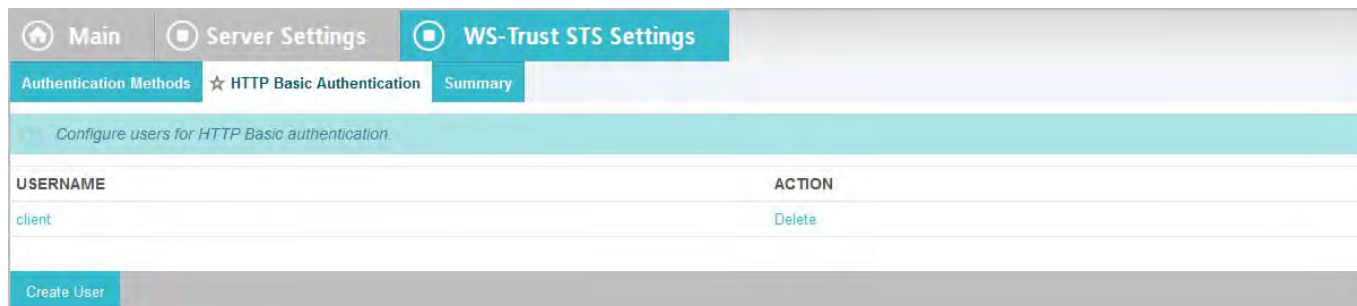 Main Server Settings WS-Trust STS Settings
Authentication Methods HTTP Basic Authentication Summary
Configure users for HTTP Basic authentication.
USERNAME ACTION
client Delete
Create User